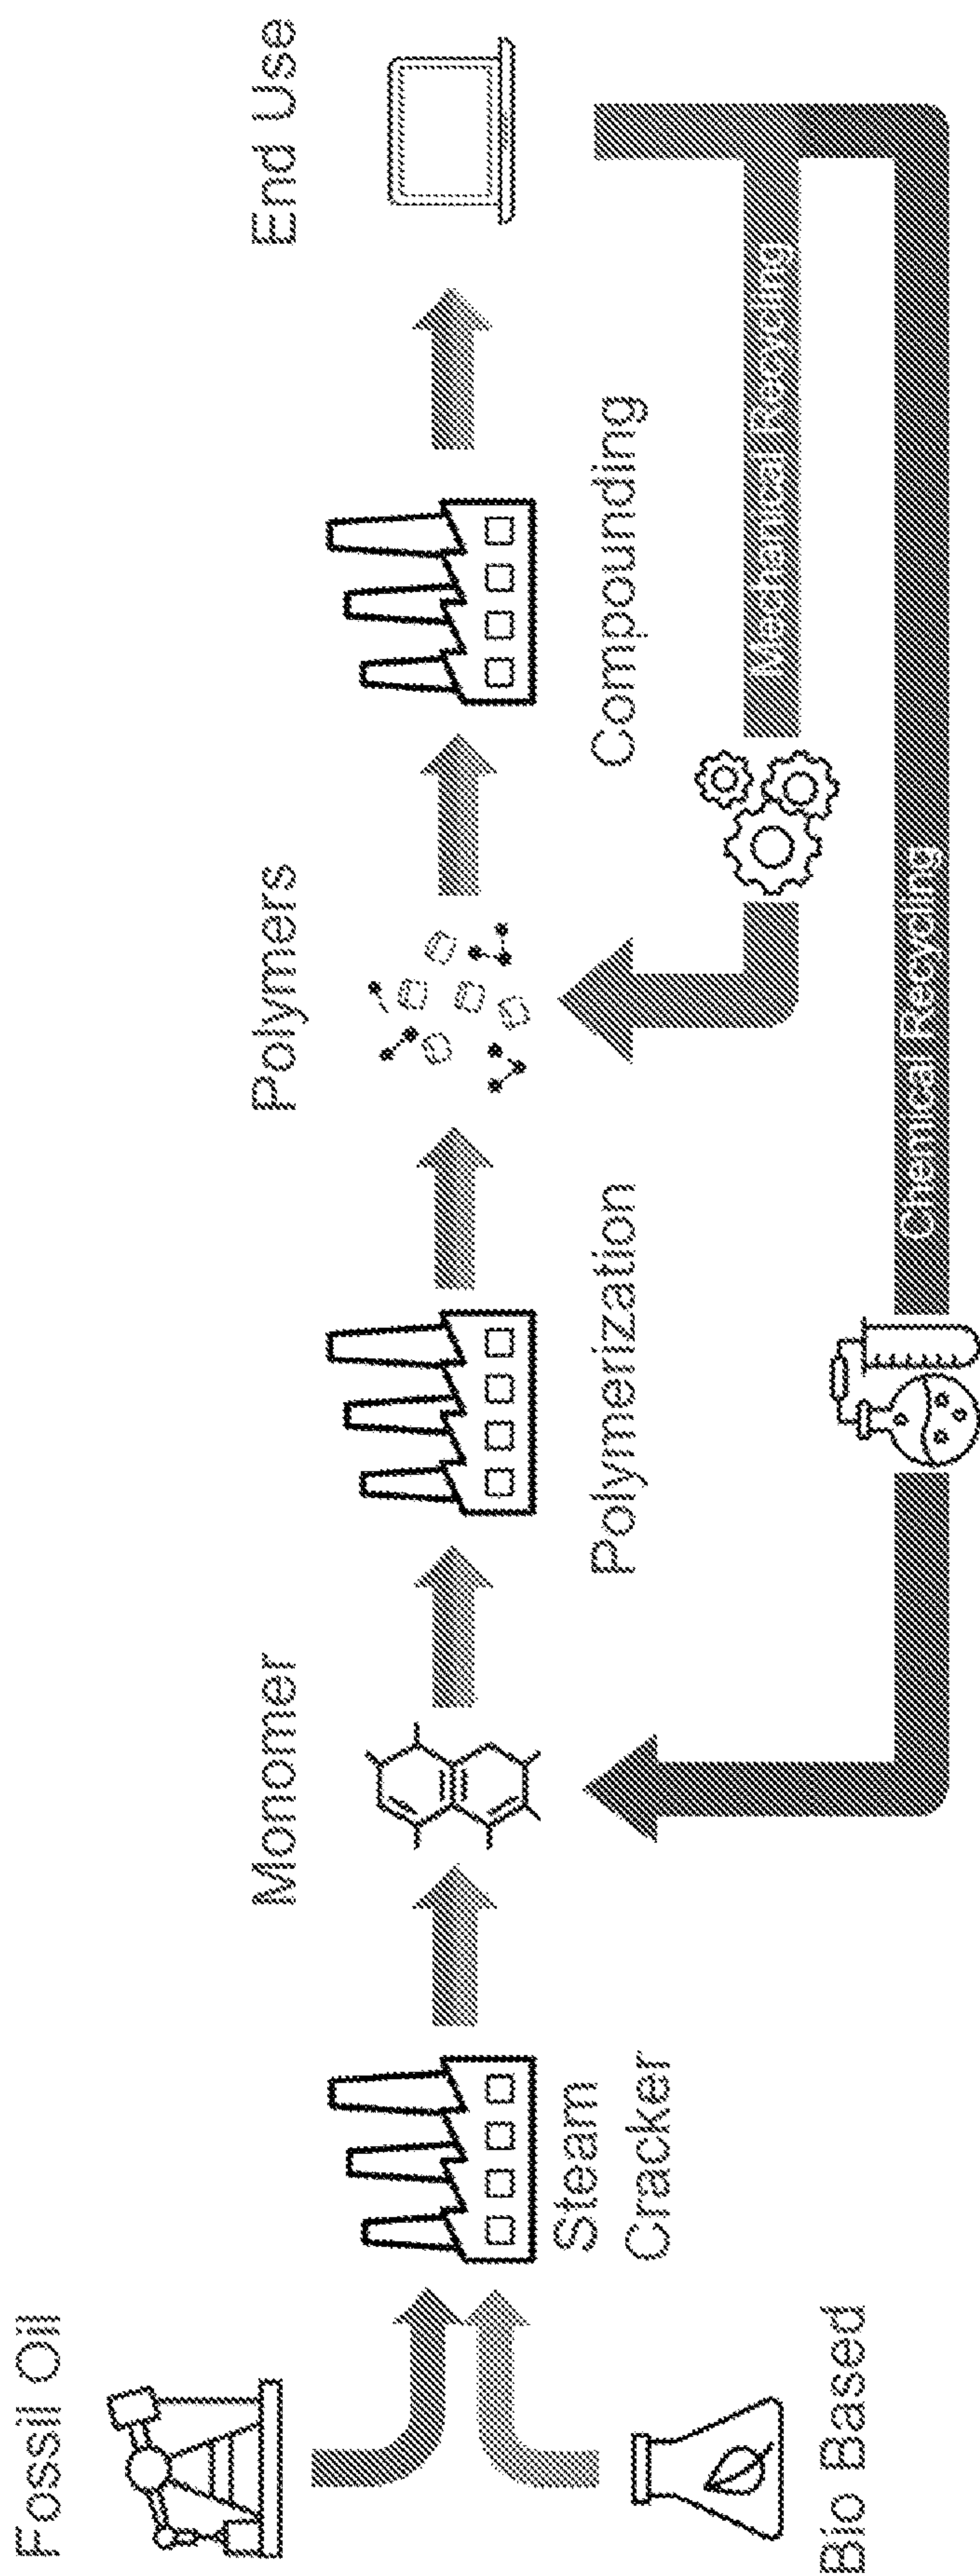 Fossil Oil
Bio Based
Steam
Cracker
Monomer
Polymerization
Polymers
Compounding
End Use
Mechanical Recycling
Chemical Recycling